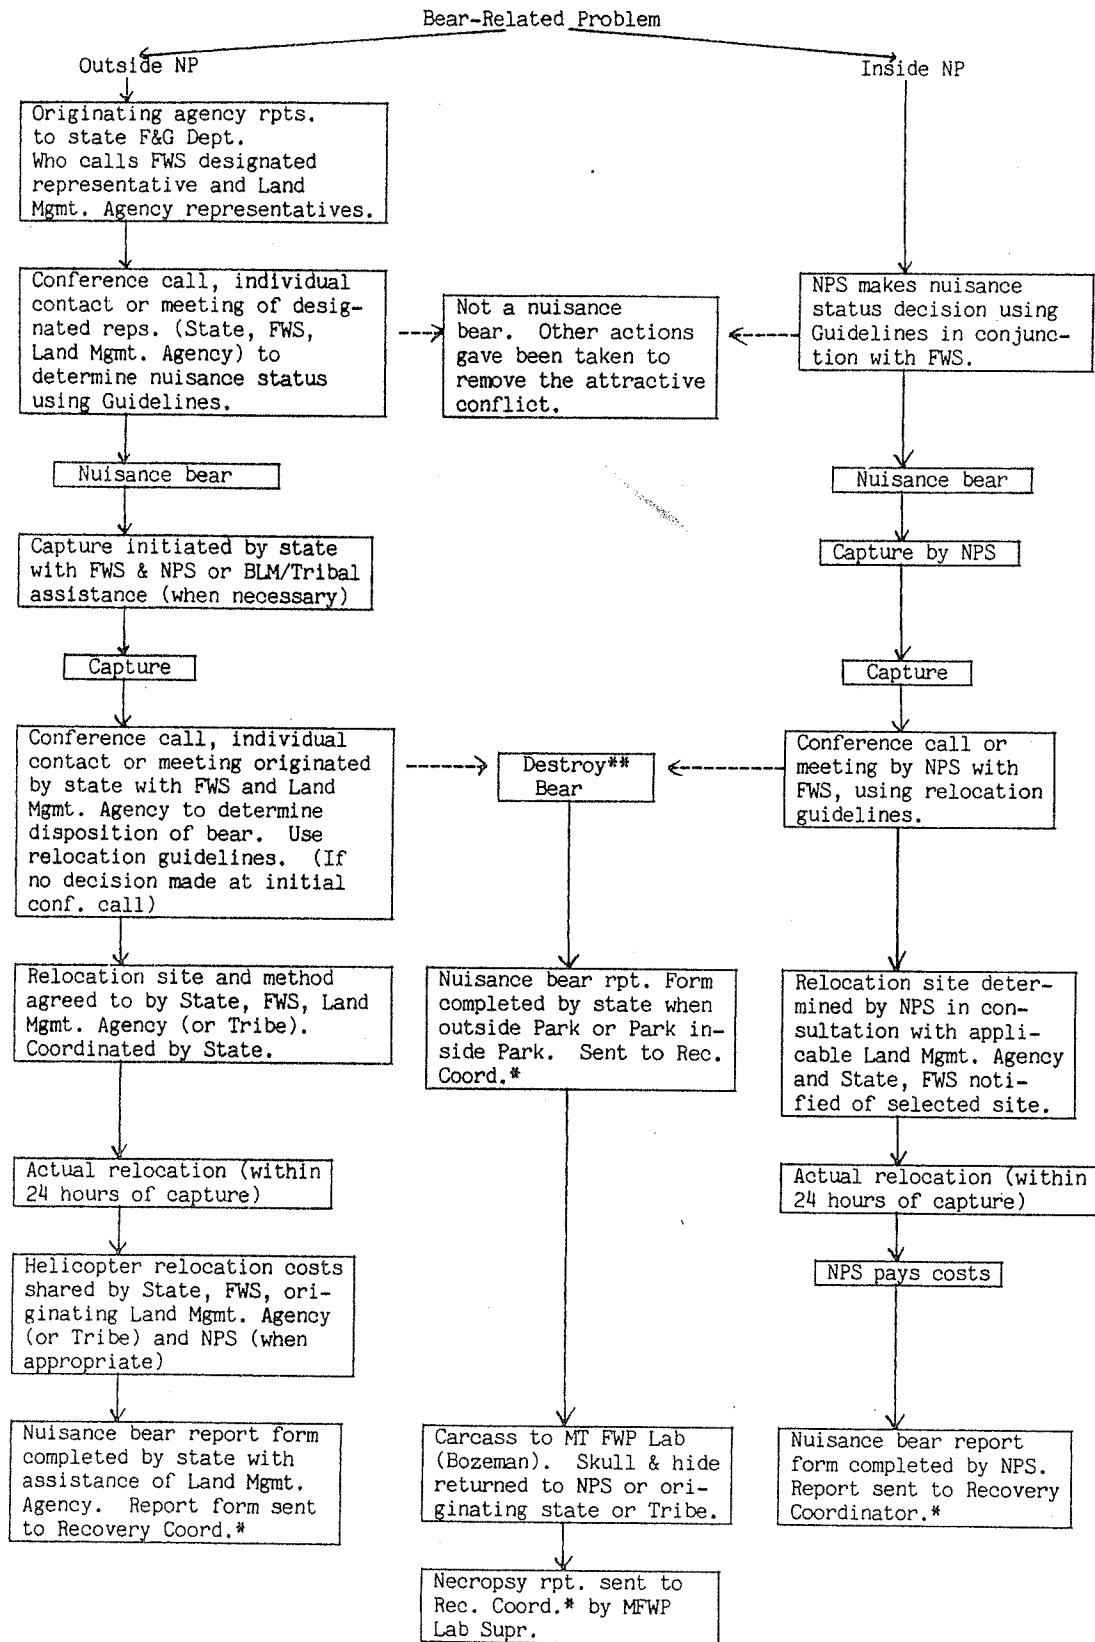 Bear-Related Problem
Outside NP
Inside NP
Originating agency rpts.
to state F&G Dept.
Who calls FWS designated
representative and Land
Mgmt. Agency representatives.
Conference call, individual
contact or meeting of desig-
nated reps. (State, FWS,
Land Mgmt. Agency) to
determine nuisance status
using Guidelines.
Not a nuisance
bear. Other actions
gave been taken to
remove the attractive
conflict.
NPS makes nuisance
status decision using
Guidelines in conjunc-
tion with FWS.
Nuisance bear
Nuisance bear
Capture initiated by state
with FWS & NPS or BLM/Tribal
assistance (when necessary)
Capture by NPS
Capture
Capture
Conference call, individual
contact or meeting originated
by state with FWS and Land
Mgmt. Agency to determine
disposition of bear. Use
relocation guidelines. (If
no decision made at initial
conf. call)
Destroy**
Bear
Conference call or
meeting by NPS with
FWS, using relocation
guidelines.
Relocation site and method
agreed to by State, FWS, Land
Mgmt. Agency (or Tribe).
Coordinated by State.
Nuisance bear rpt. Form
completed by state when
outside Park or Park in-
side Park. Sent to Rec.
Coord.*
Relocation site deter-
mined by NPS in con-
sultation with appli-
cable Land Mgmt. Agency
and State, FWS noti-
fied of selected site.
Actual relocation (within
24 hours of capture)
Actual relocation (within
24 hours of capture)
Helicopter relocation costs
shared by State, FWS, ori-
ginating Land Mgmt. Agency
(or Tribe) and NPS (when
appropriate)
NPS pays costs
Nuisance bear report form
completed by state with
assistance of Land Mgmt.
Agency. Report form sent
to Recovery Coord.*
Carcass to MT FWP Lab
(Bozeman). Skull & hide
returned to NPS or ori-
ginating state or Tribe.
Nuisance bear report
form completed by NPS.
Report sent to Recovery
Coordinator.*
Necropsy rpt. sent to
Rec. Coord.* by MFWP
Lab Supr.